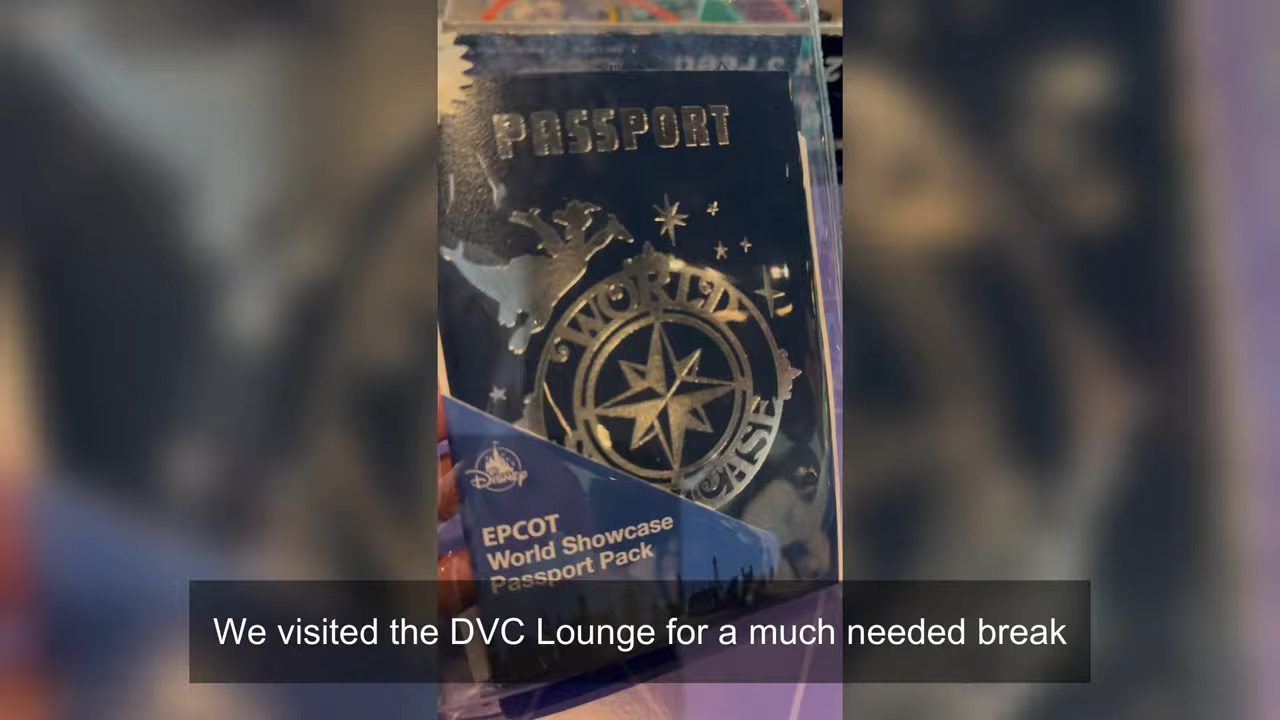 PASSPORT
WORLD
CASE
Disney
EPCOT
World Showcase
Passport Pack
We visited the DVC Lounge for a much needed break